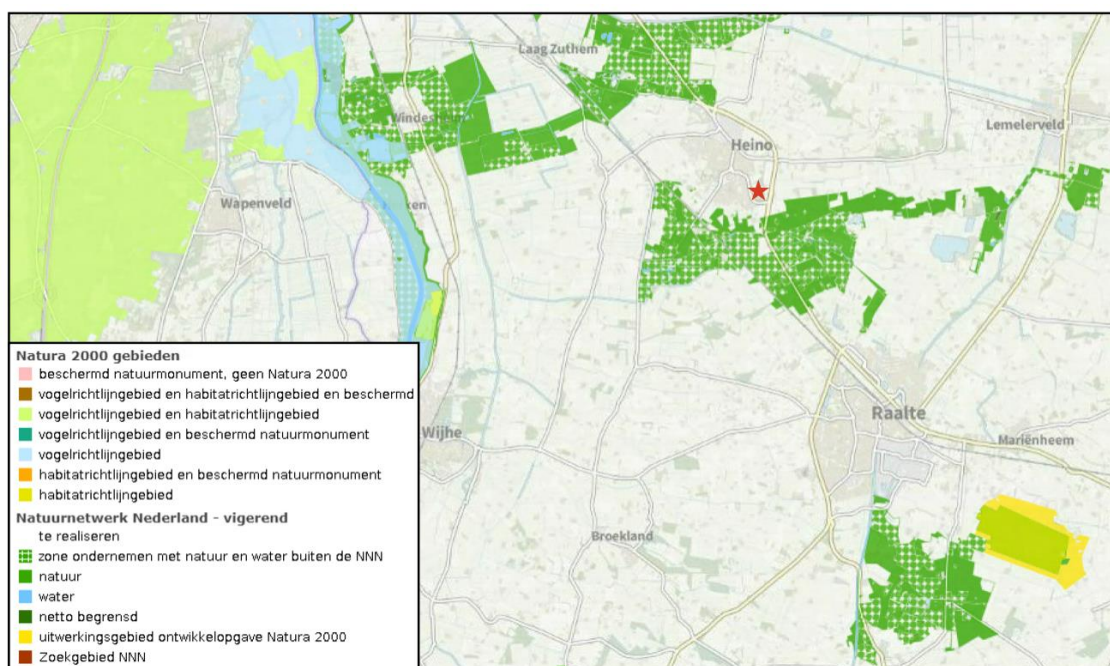 Laag Zuthem
Lemelerveld
Heino
Wapenveld
Raalte
Mariënheem
Wijhe
Broekland
Natura 2000 gebieden
beschermd natuurmonument, geen Natura 2000
vogelrichtlijngebied en habitatrichtlijngebied en beschermd
vogelrichtlijngebied en habitatrichtlijngebied
vogelrichtlijngebied en beschermd natuurmonument
vogelrichtlijngebied
habitatrichtlijngebied en beschermd natuurmonument
habitatrichtlijngebied
Natuurnetwerk Nederland - vigerend
te realiseren
zone ondernemen met natuur en water buiten de NNN
natuur
water
netto begrensd
uitwerkingsgebied ontwikkelopgave Natura 2000
Zoekgebied NNN